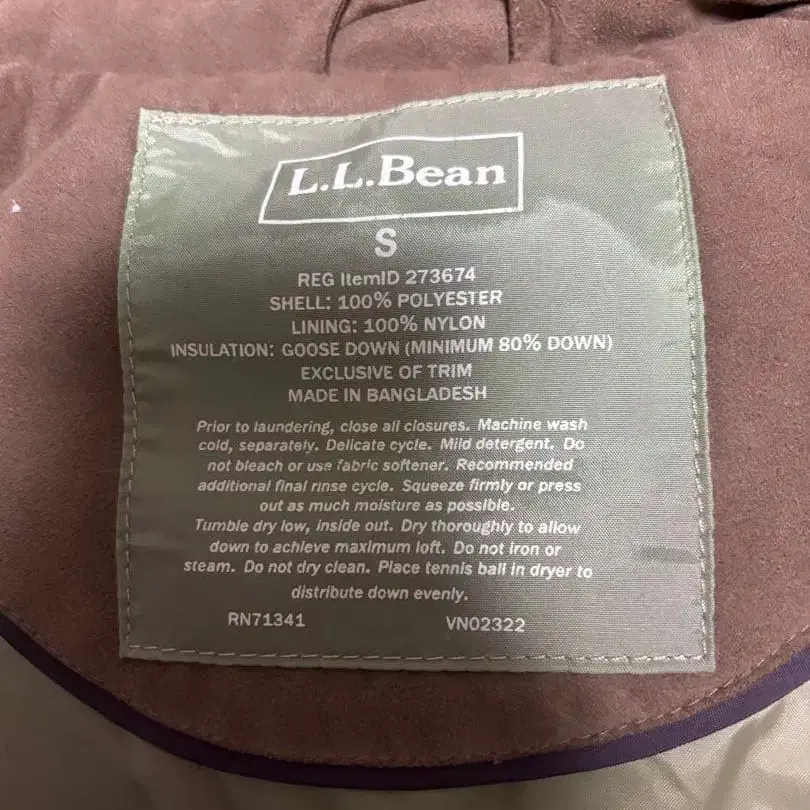 L.L.Bean
S
REG ItemID 273674
SHELL: 100% POLYESTER
LINING: 100% NYLON
INSULATION: GOOSE DOWN (MINIMUM 80% DOWN)
EXCLUSIVE OF TRIM
MADE IN BANGLADESH
Prior to laundering, close all closures. Machine wash
cold, separately. Delicate cycle. Mild detergent. Do
not bleach or use fabric softener. Recommended
additional final rinse cycle. Squeeze firmly or press
out as much moisture as possible.
Tumble dry low, inside out. Dry thoroughly to allow
down to achieve maximum loft. Do not iron or
steam. Do not dry clean. Place tennis ball in dryer to
distribute down evenly.
RN71341 VN02322